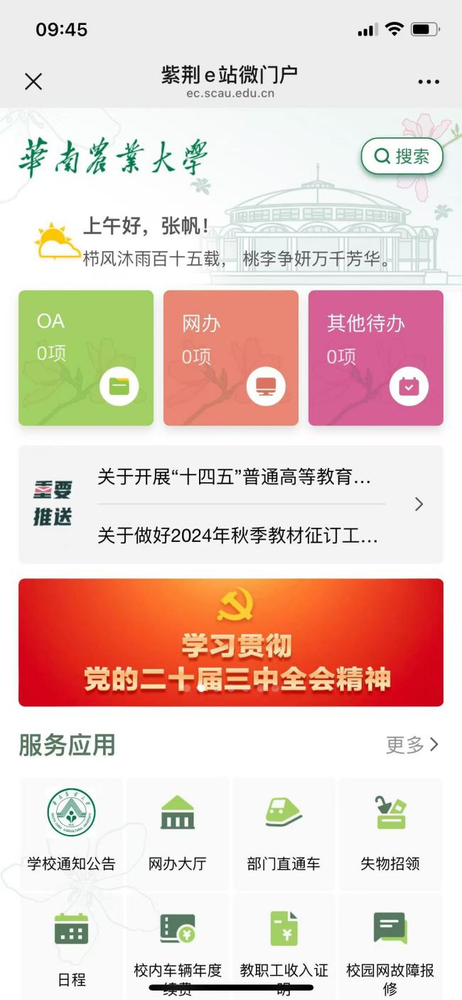 09:45
紫荆e站微门户
ec.scau.edu.cn
華南農業大學
搜索
上午好，张帆！
栉风沐雨百十五载， 桃李争妍万千芳华。
OA
0项
网办
0项
其他待办
0项
重要
推送
关于开展“十四五”普通高等教育...
关于做好2024年秋季教材征订工...
学习贯彻
党的二十届三中全会精神
服务应用
更多
学校通知公告
网办大厅
部门直通车
失物招领
日程
校内车辆年度
续费
教职工收入证
明
校园网故障报
修